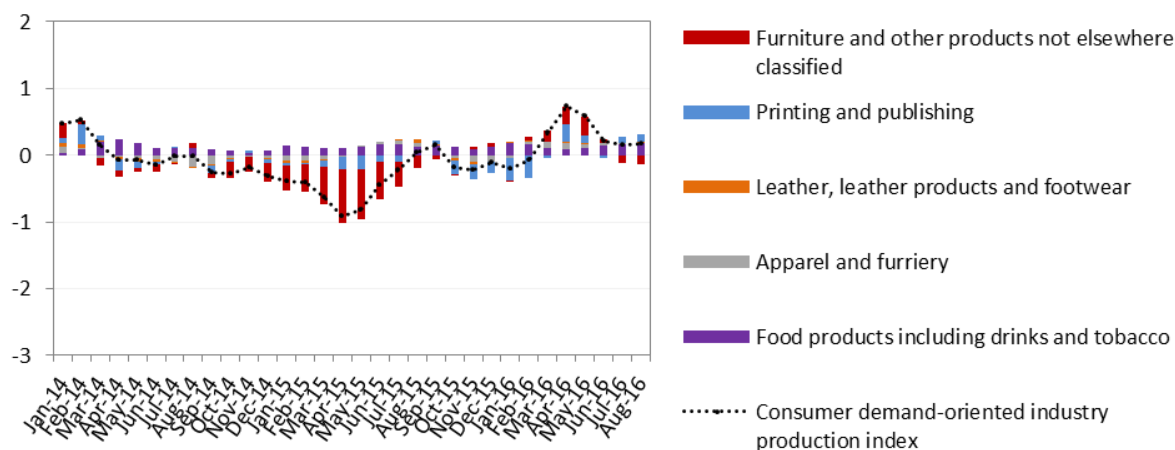 2
1
0
-1
-2
-3
Jan-14
Feb-14
Mar-14
Apr-14
May-14
Jun-14
Jul-14
Aug-14
Sep-14
Oct-14
Nov-14
Dec-14
Jan-15
Feb-15
Mar-15
Apr-15
May-15
Jun-15
Jul-15
Aug-15
Sep-15
Oct-15
Nov-15
Dec-15
Jan-16
Feb-16
Mar-16
Apr-16
May-16
Jun-16
Jul-16
Aug-16
Furniture and other products not elsewhere
classified
Printing and publishing
Leather, leather products and footwear
Apparel and furriery
Food products including drinks and tobacco
Consumer demand-oriented industry
production index